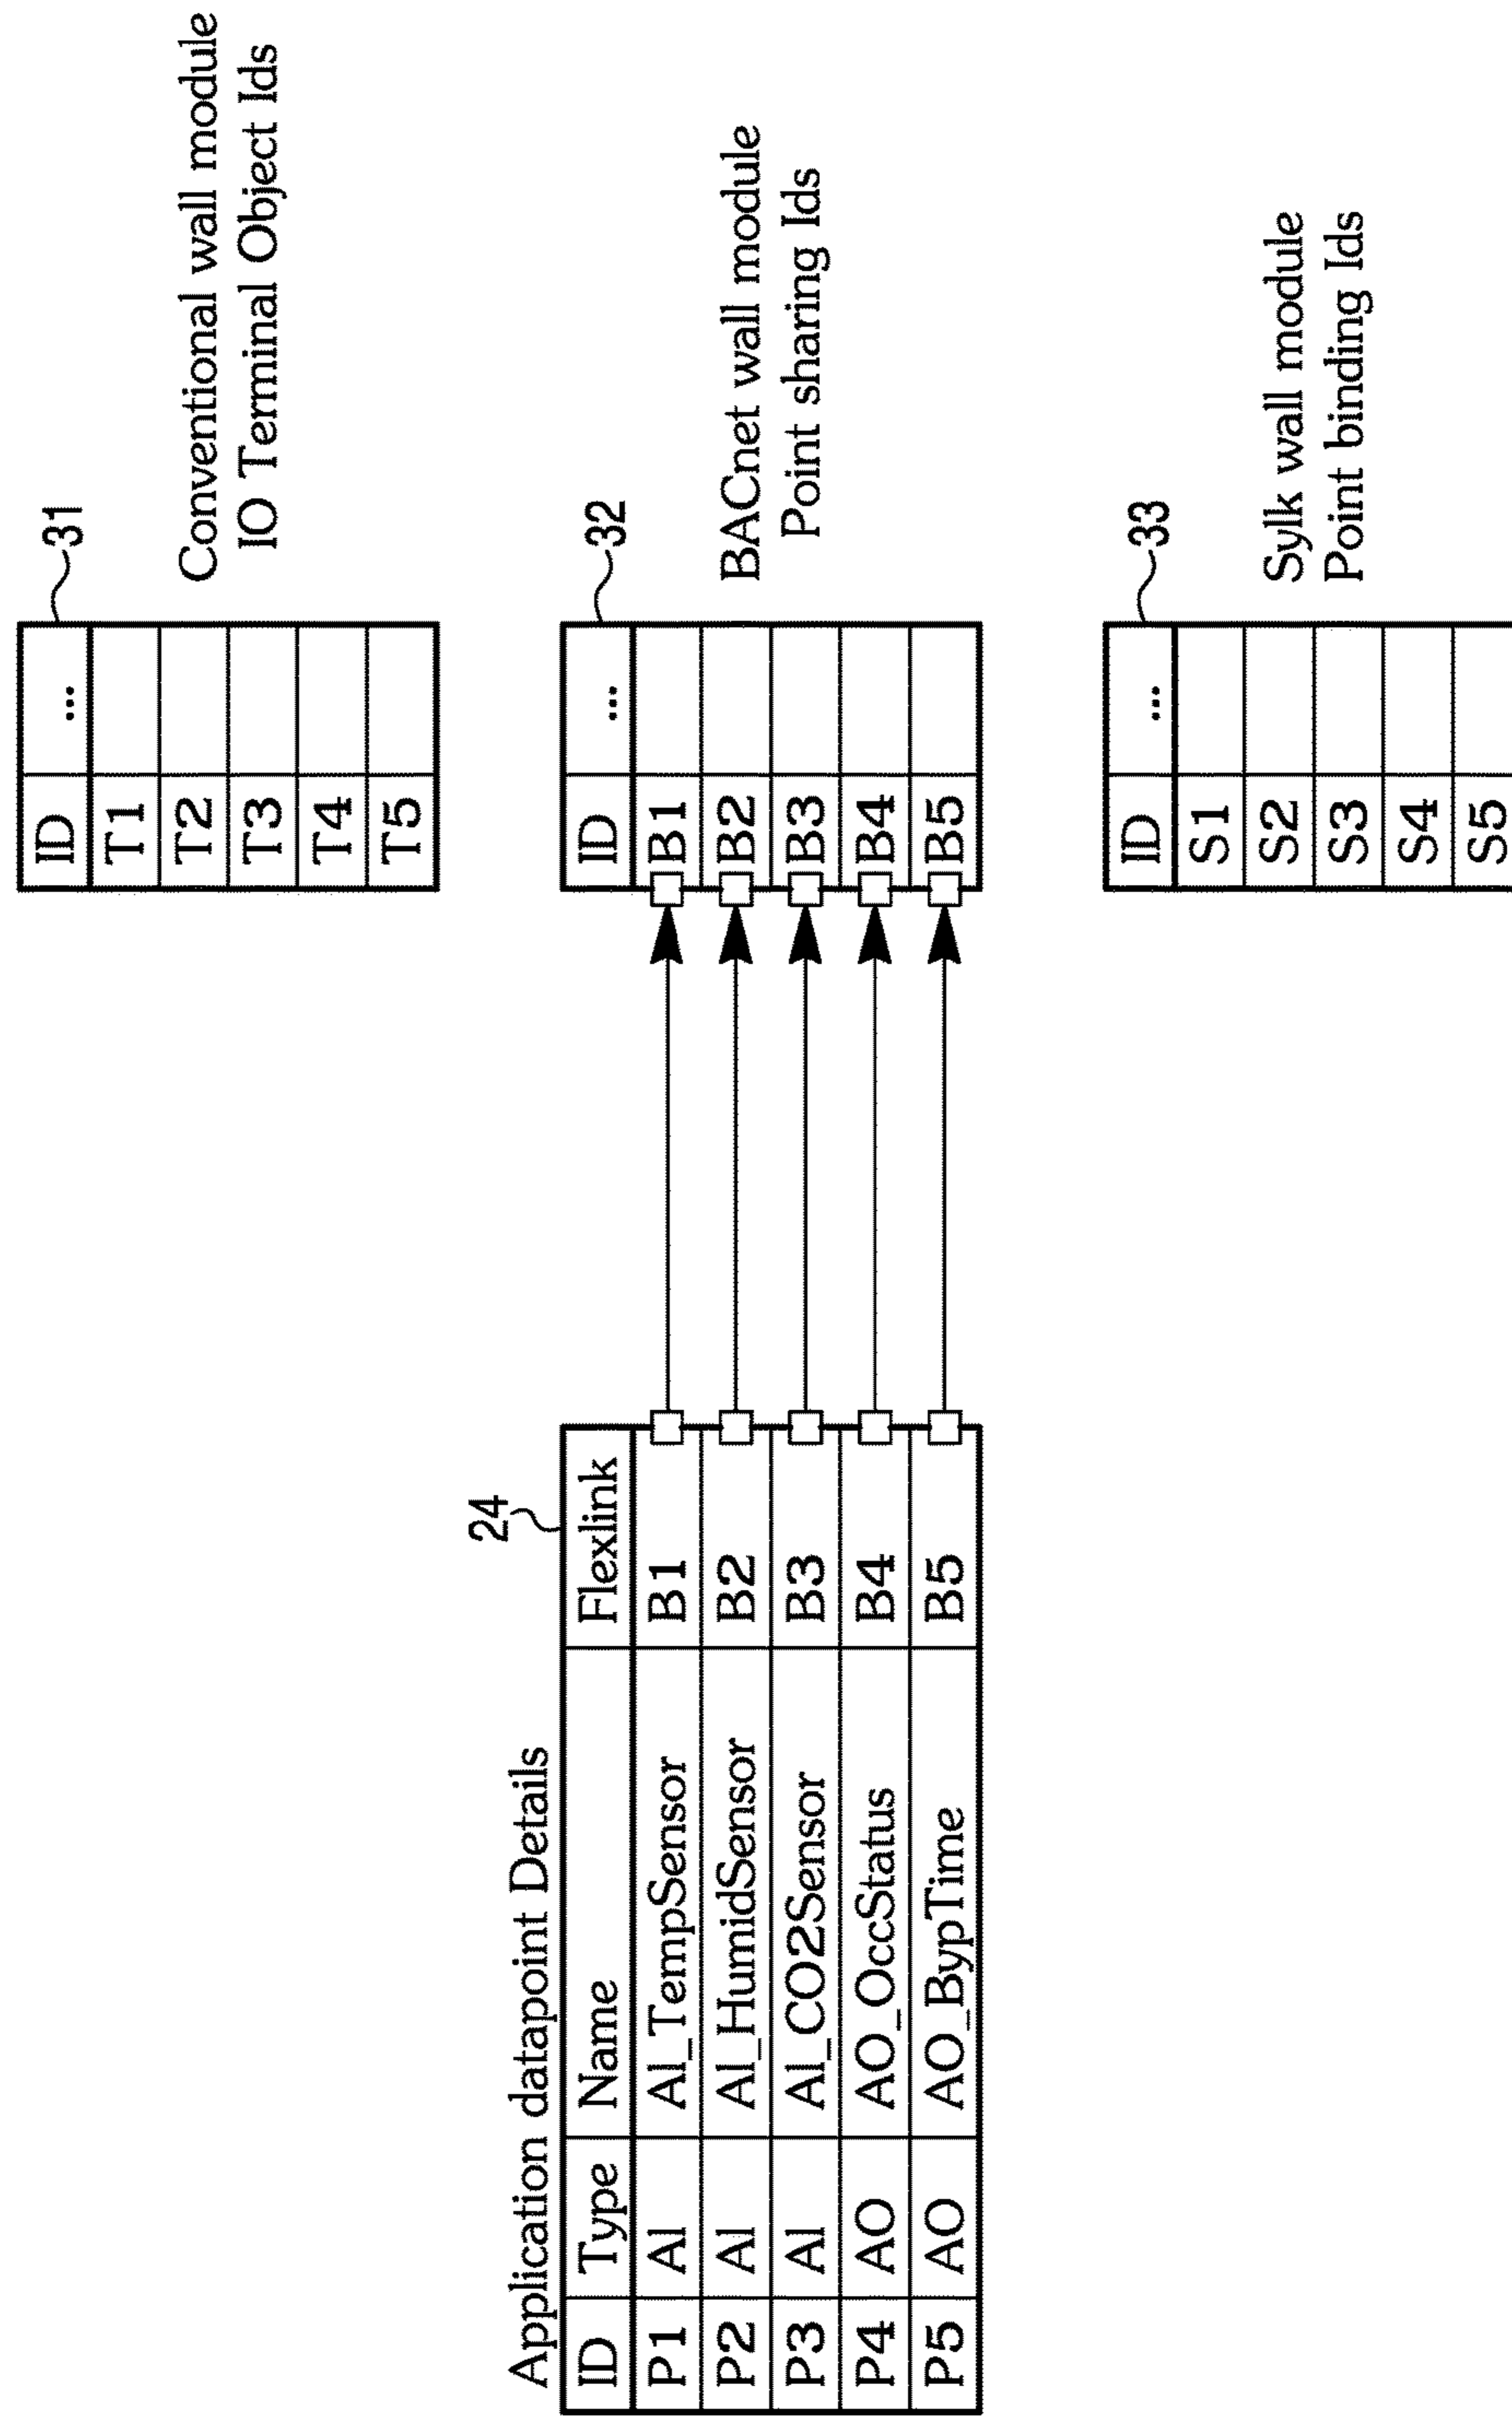 Application datapoint Details
24
ID Type Name Flexlink
P1 AI AI_TempSensor B1
P2 AI AI_HumidSensor B2
P3 AI AI_CO2Sensor B3
P4 AO AO_OccStatus B4
P5 AO AO_BypTime B5
31
ID ...
T1
T2
T3
T4
T5
Conventional wall module
IO Terminal Object Ids
32
ID ...
B1
B2
B3
B4
B5
BACnet wall module
Point sharing Ids
33
ID ...
S1
S2
S3
S4
S5
Sylk wall module
Point binding Ids